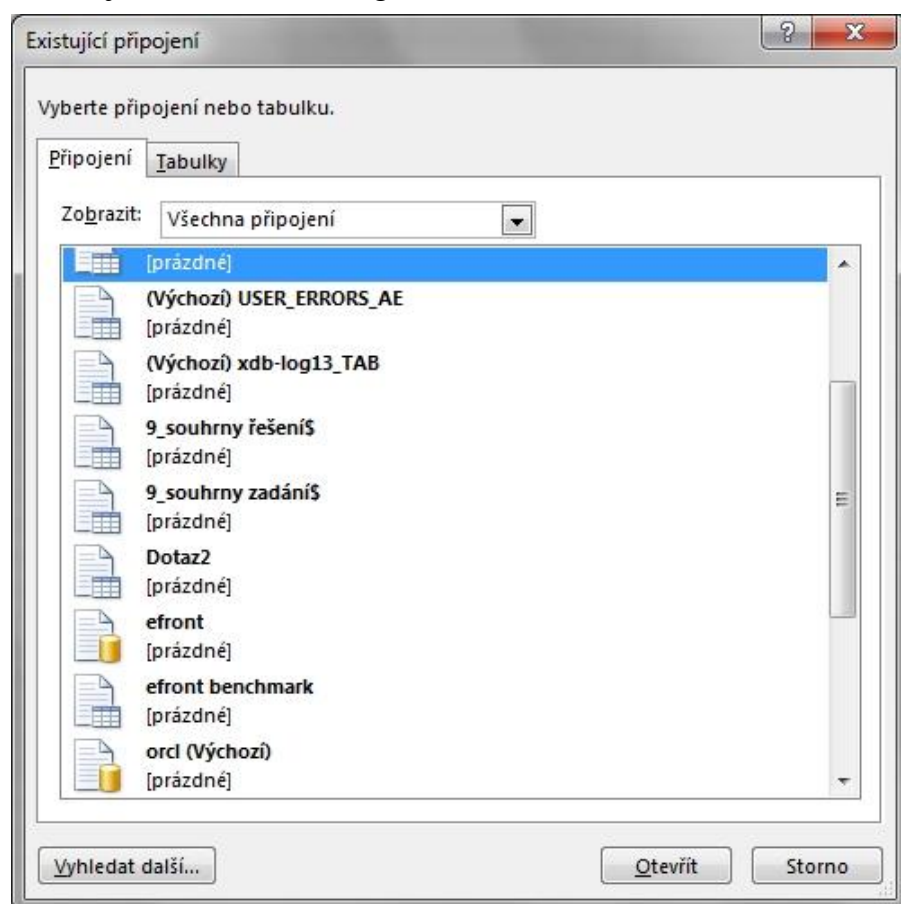 Existující připojení
Vyberte připojení nebo tabulku.
Připojení Tabulky
Zobrazit: Všechna připojení
[prázdné]
(Výchozí) USER_ERRORS_AE
[prázdné]
(Výchozí) xdb-log13_TAB
[prázdné]
9_souhrny řešení$
[prázdné]
9_souhrny zadání$
[prázdné]
Dotaz2
[prázdné]
efront
[prázdné]
efront benchmark
[prázdné]
orcl (Výchozí)
[prázdné]
Vyhledat další... Otevřít Storno